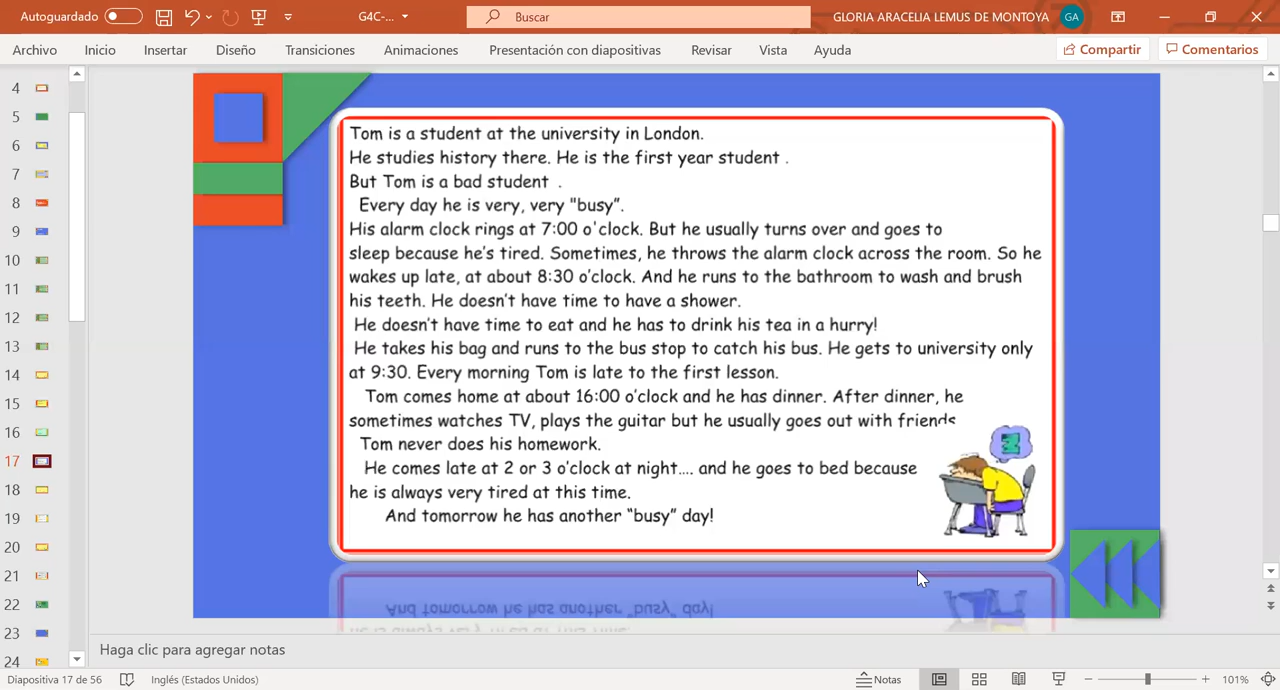 Autoguardado
G4C-...
Buscar
GLORIA ARACELIA LEMUS DE MONTOYA
GA
Archivo Inicio Insertar Diseño Transiciones Animaciones Presentación con diapositivas Revisar Vista Ayuda
Compartir
Comentarios
4
5
6
7
8
9
10
11
12
13
14
15
16
17
18
19
20
21
22
23
24
Tom is a student at the university in London.
He studies history there. He is the first year student .
But Tom is a bad student .
Every day he is very, very "busy”.
His alarm clock rings at 7:00 o'clock. But he usually turns over and goes to
sleep because he’s tired. Sometimes, he throws the alarm clock across the room. So he
wakes up late, at about 8:30 o’clock. And he runs to the bathroom to wash and brush
his teeth. He doesn’t have time to have a shower.
He doesn’t have time to eat and he has to drink his tea in a hurry!
He takes his bag and runs to the bus stop to catch his bus. He gets to university only
at 9:30. Every morning Tom is late to the first lesson.
Tom comes home at about 16:00 o’clock and he has dinner. After dinner, he
sometimes watches TV, plays the guitar but he usually goes out with friends
Tom never does his homework.
He comes late at 2 or 3 o’clock at night.... and he goes to bed because
he is always very tired at this time.
And tomorrow he has another “busy” day!
Z
Haga clic para agregar notas
Diapositiva 17 de 56
Inglés (Estados Unidos)
Notas
101%